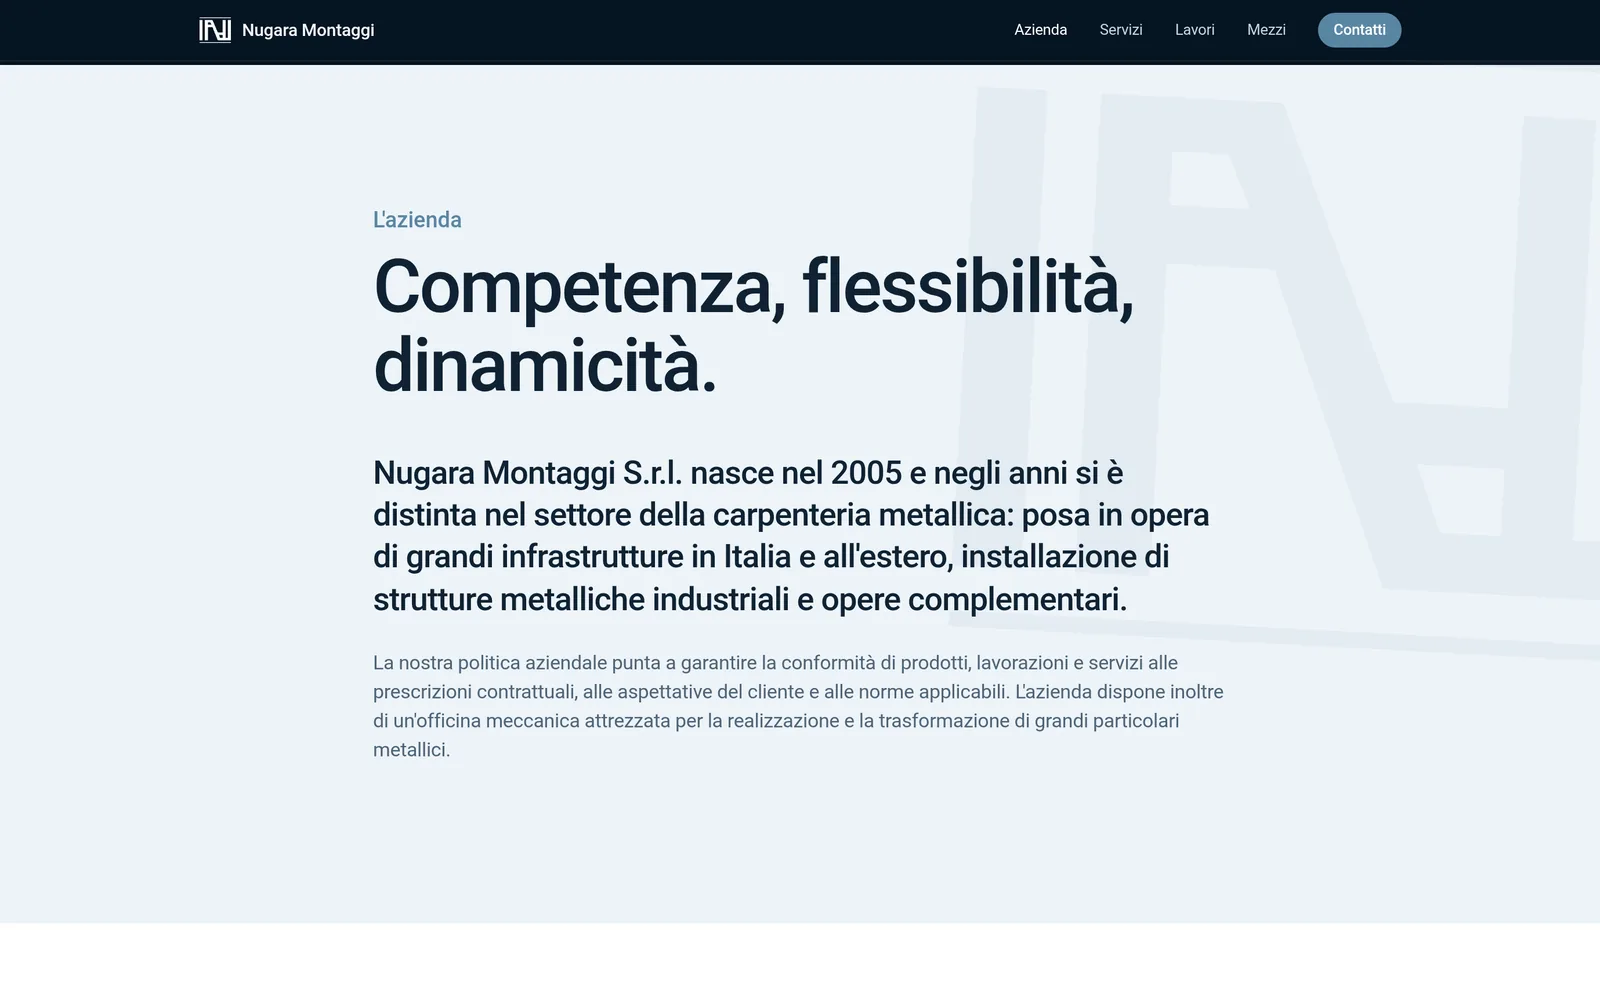 Nugara Montaggi
Azienda
Servizi
Lavori
Mezzi
Contatti
L'azienda
Competenza, flessibilità,
dinamicità.
Nugara Montaggi S.r.l. nasce nel 2005 e negli anni si è
distinta nel settore della carpenteria metallica: posa in opera
di grandi infrastrutture in Italia e all'estero, installazione di
strutture metalliche industriali e opere complementari.
La nostra politica aziendale punta a garantire la conformità di prodotti, lavorazioni e servizi alle
prescrizioni contrattuali, alle aspettative del cliente e alle norme applicabili. L'azienda dispone inoltre
di un'officina meccanica attrezzata per la realizzazione e la trasformazione di grandi particolari
metallici.